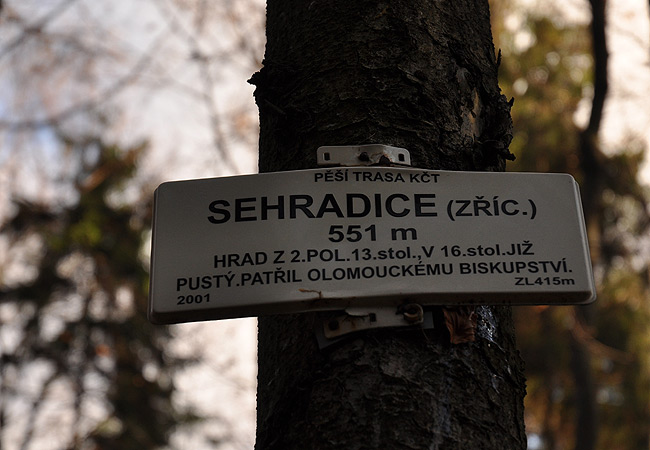 PĚŠÍ TRASA KČT
SEHRADICE (ZŘÍC.)
551 m
HRAD Z 2.POL.13.stol.,V 16.stol.JIŽ
PUSTÝ.PATŘIL OLOMOUCKÉMU BISKUPSTVÍ.
2001 ZL415m